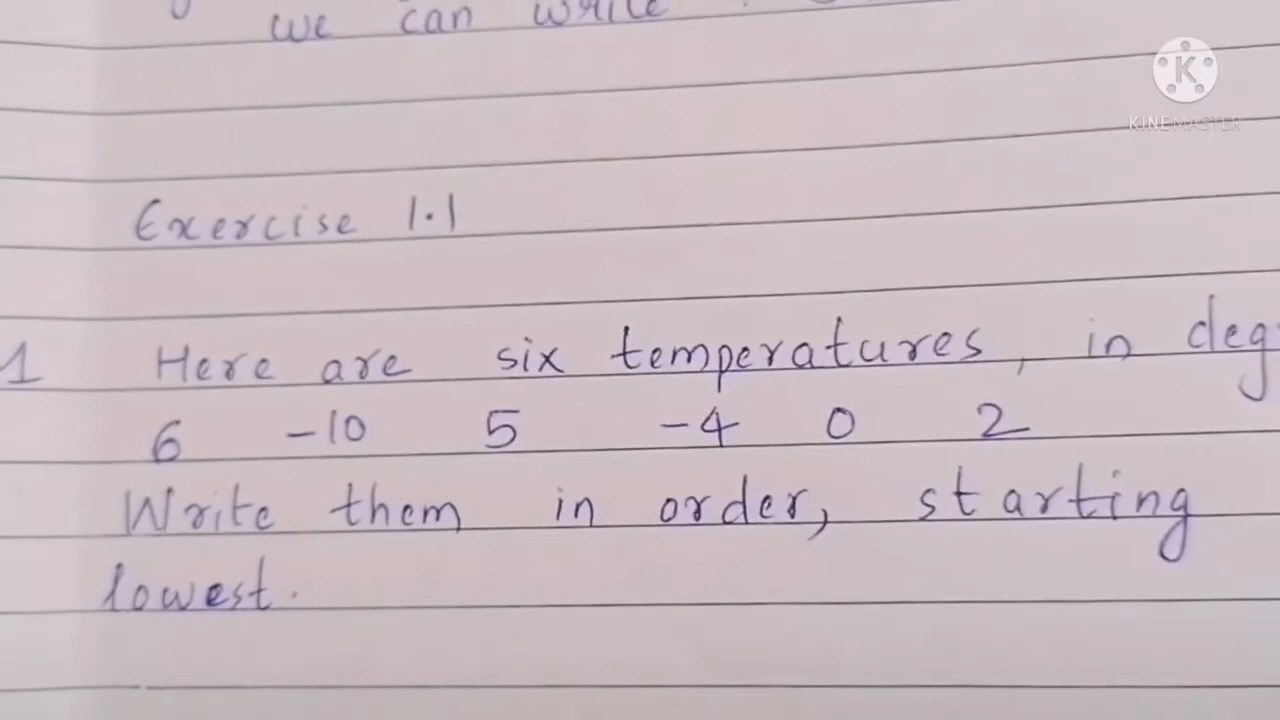 we can write
KINEMASTER
Exercise 1.1
1 Here are six temperatures, in deg
6 -10 5 -4 0 2
Write them in order, starting
lowest.